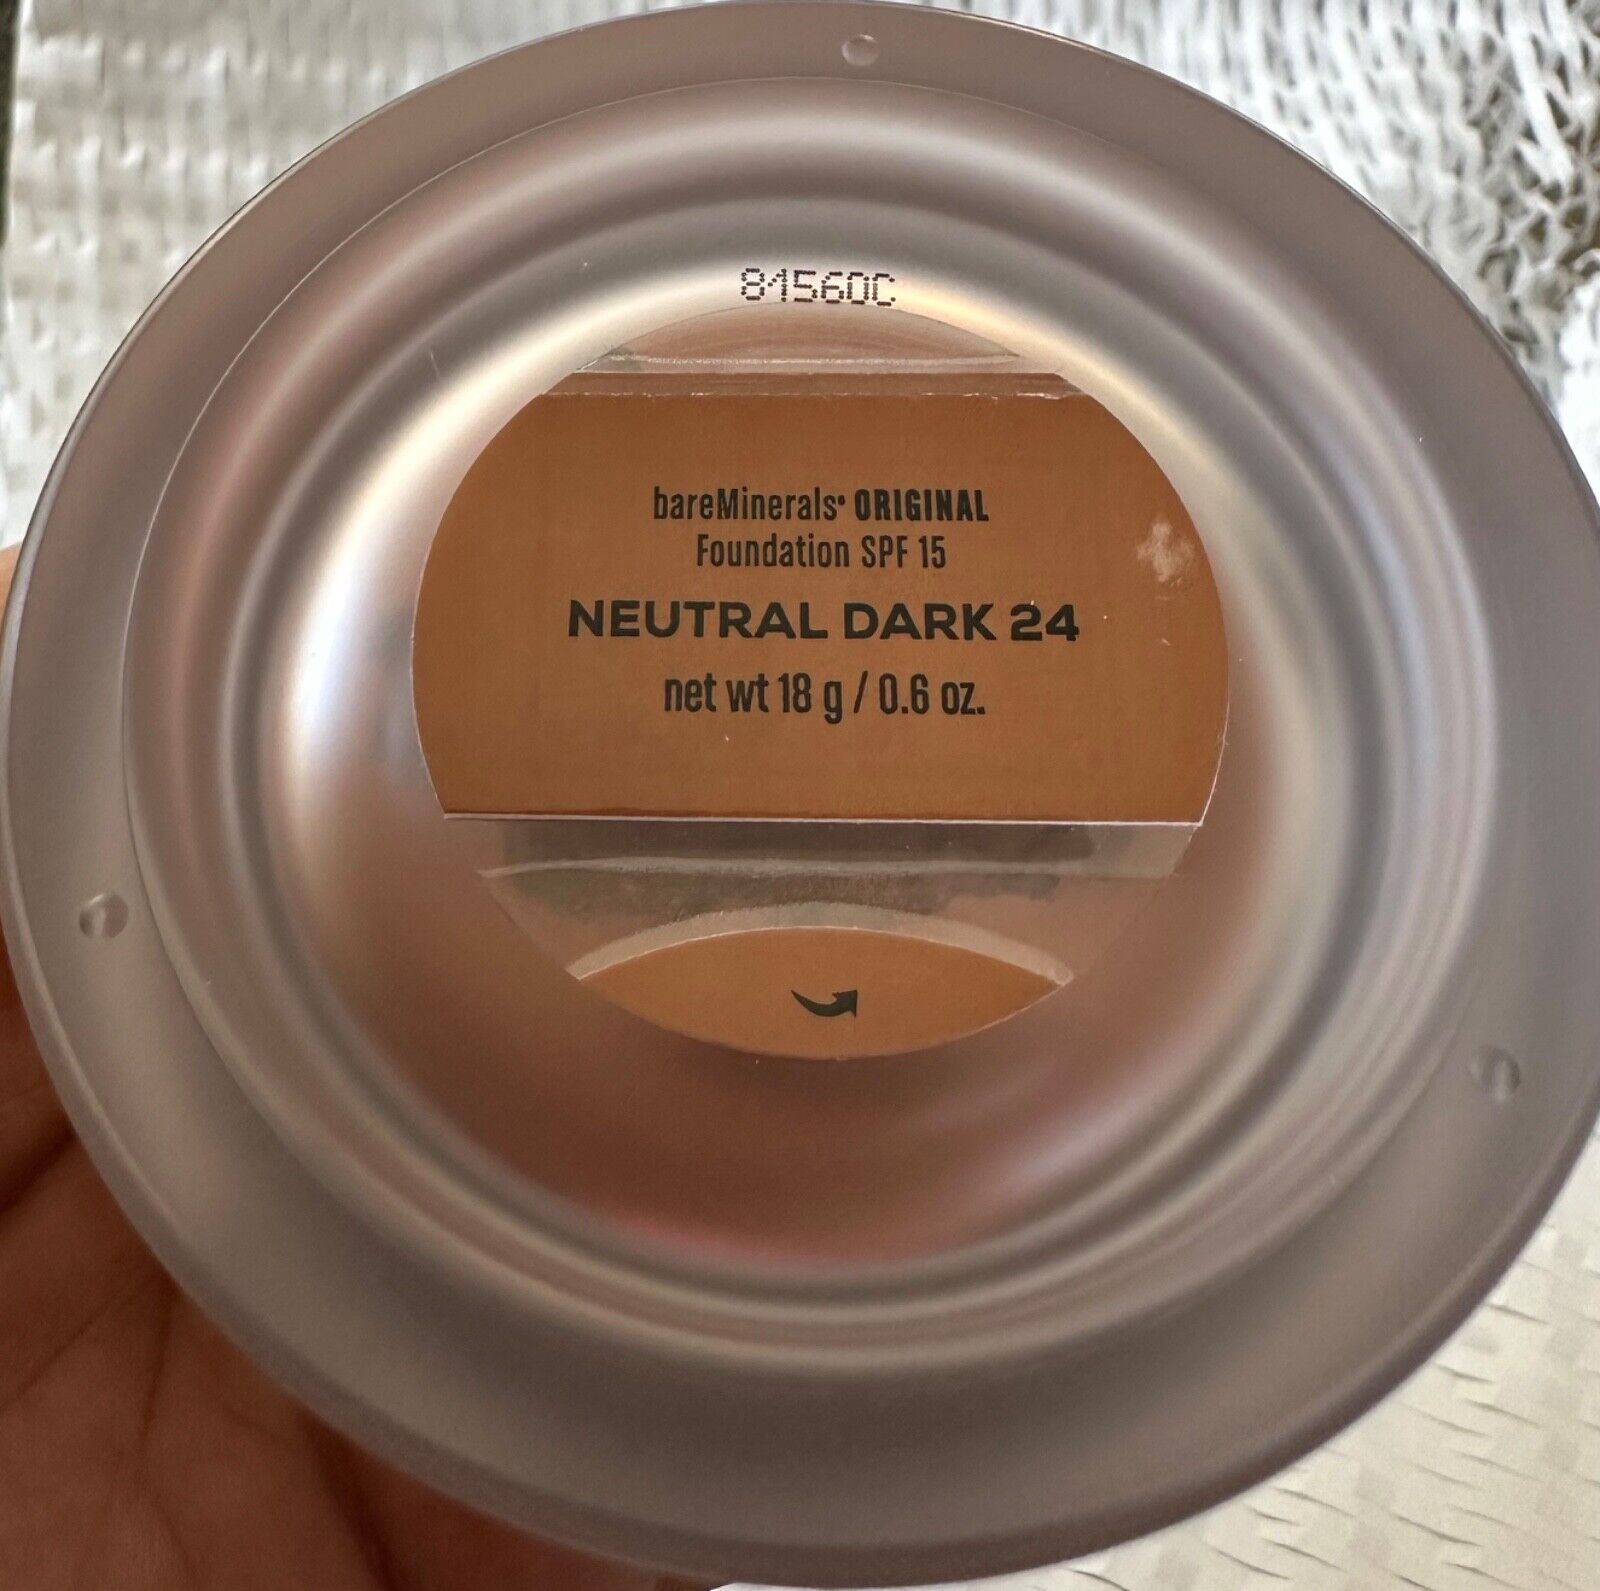 81560C
bareMinerals® ORIGINAL
Foundation SPF 15
NEUTRAL DARK 24
net wt 18 g / 0.6 oz.